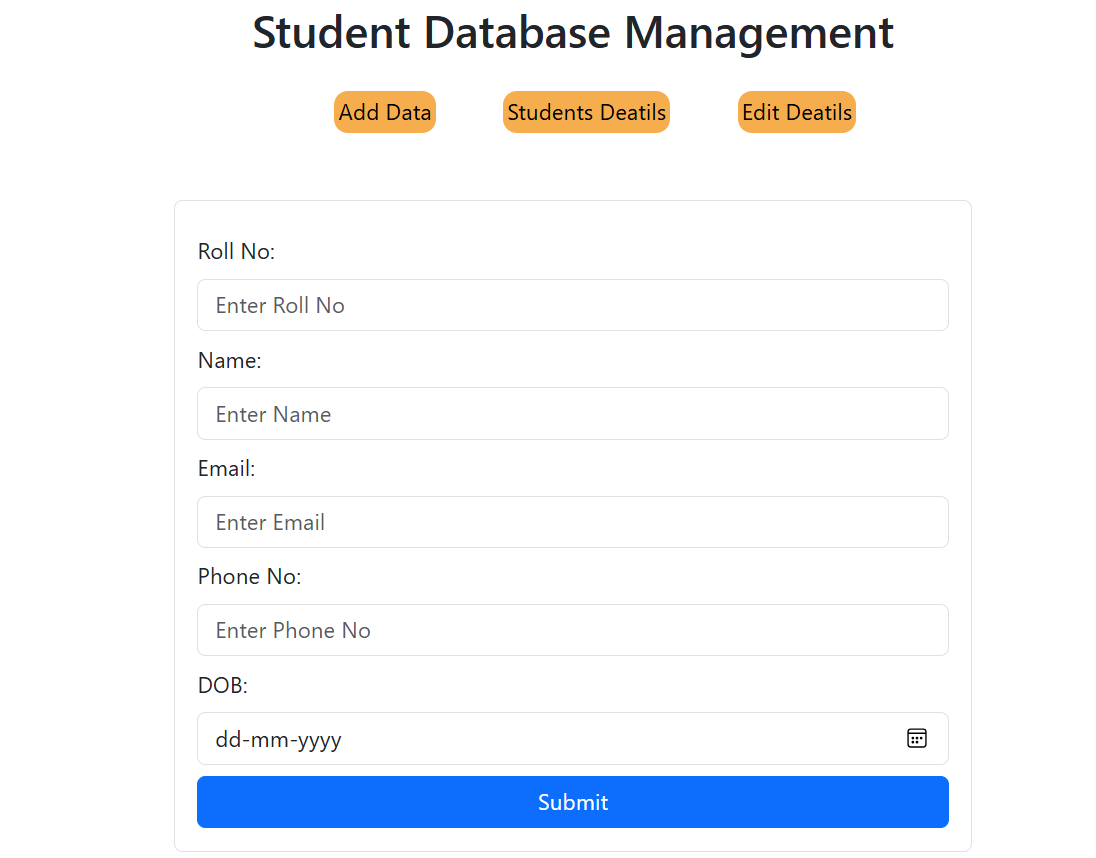 Student Database Management
Add Data Students Deatils Edit Deatils
Roll No:
Enter Roll No
Name:
Enter Name
Email:
Enter Email
Phone No:
Enter Phone No
DOB:
dd-mm-yyyy
Submit